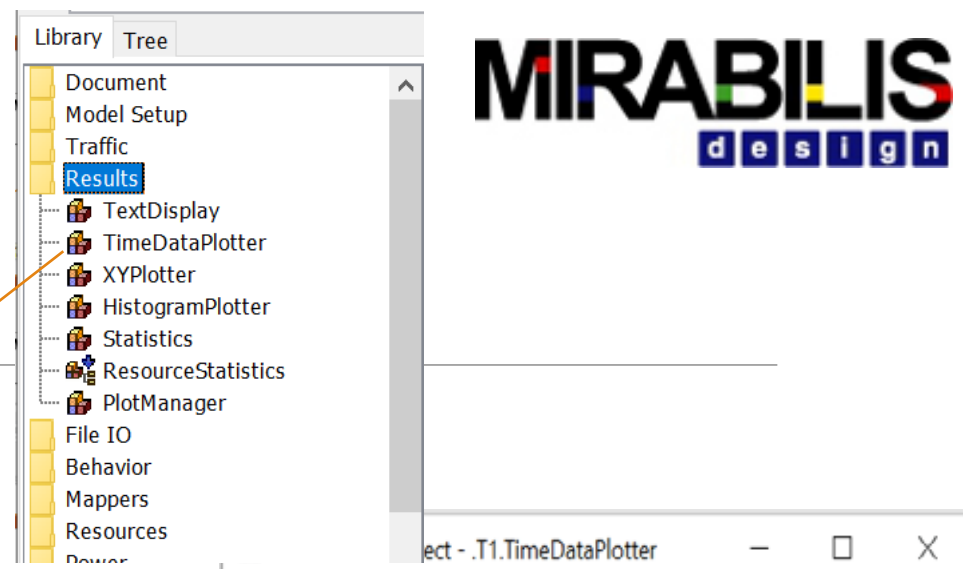 Library Tree
Document
Model Setup
Traffic
Results
TextDisplay
TimeDataPlotter
XYPlotter
HistogramPlotter
Statistics
ResourceStatistics
PlotManager
File IO
Behavior
Mappers
Resources
Power
MIRABILIS
design
ect - .T1.TimeDataPlotter